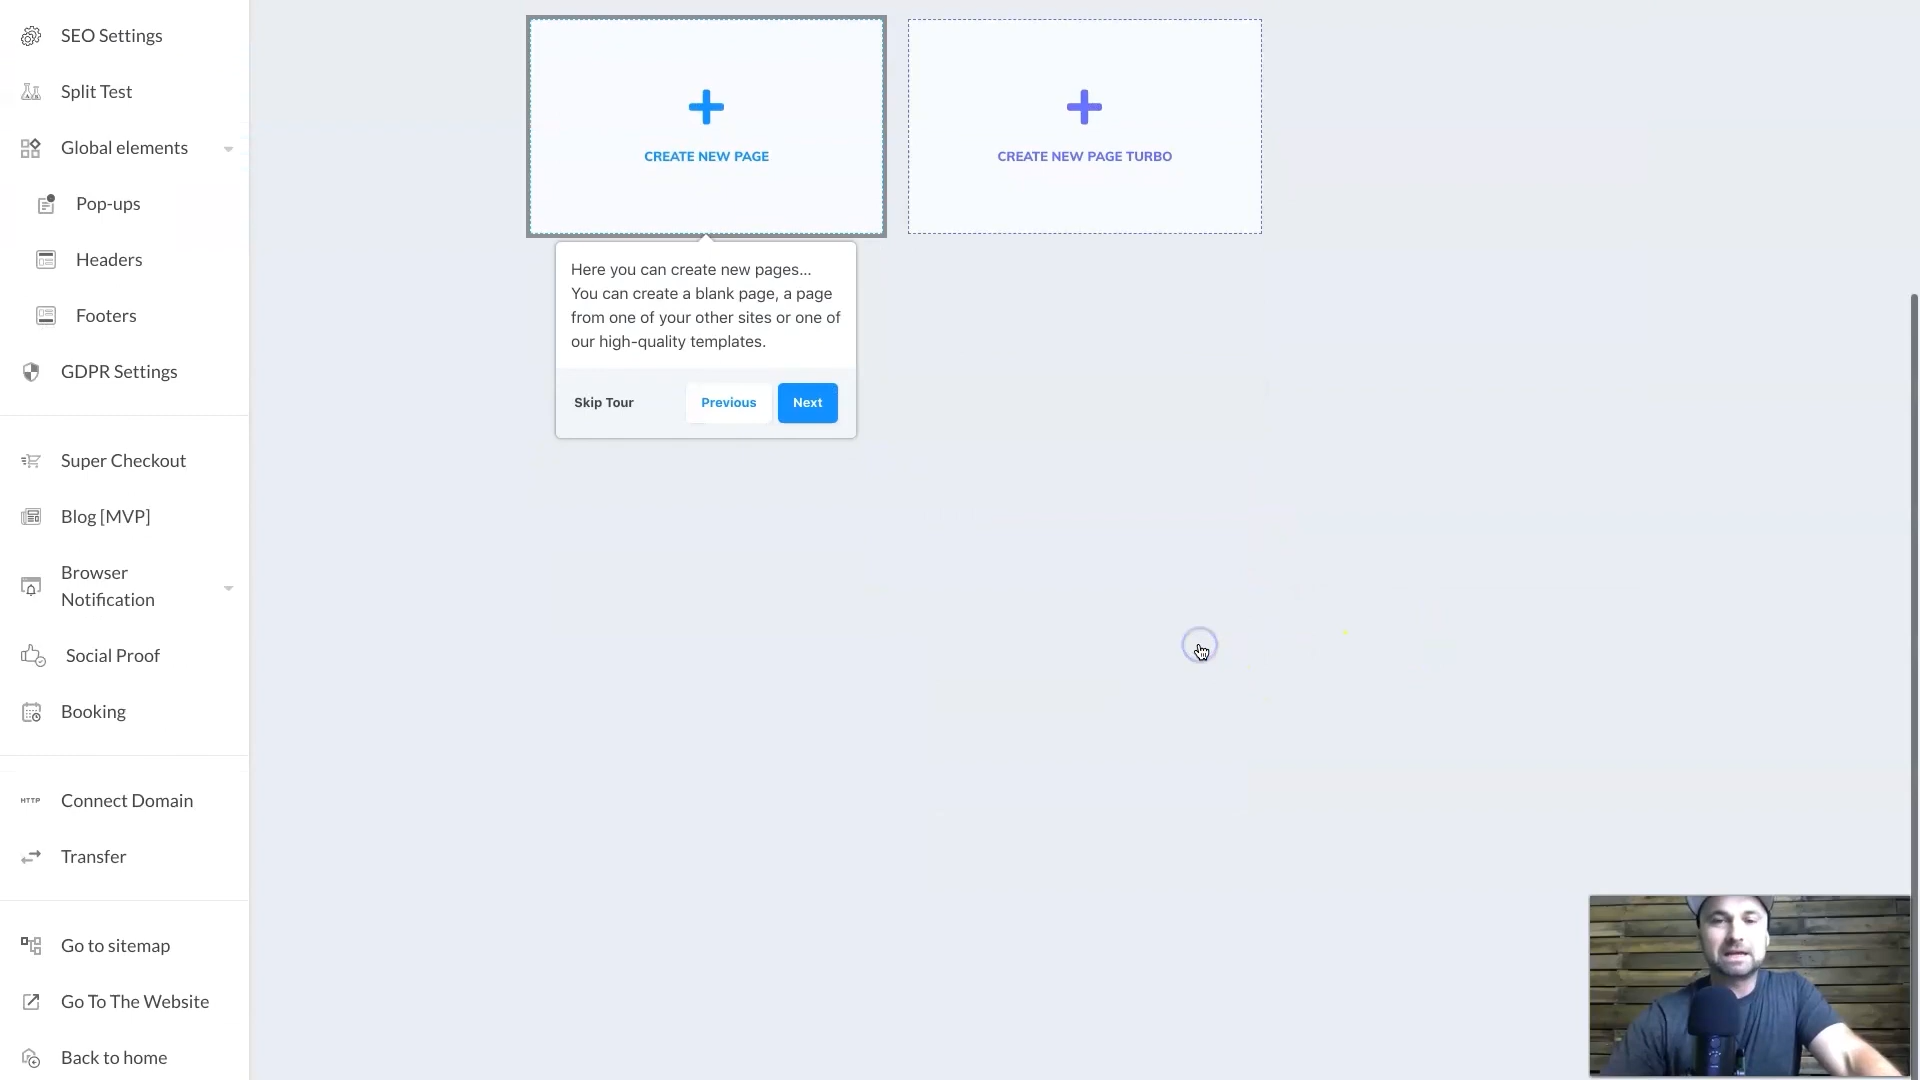 SEO Settings
Split Test
Global elements
Pop-ups
Headers
Footers
GDPR Settings
Super Checkout
Blog [MVP]
Browser
Notification
Social Proof
Booking
HTTP
Connect Domain
Transfer
Go to sitemap
Go To The Website
Back to home
CREATE NEW PAGE
CREATE NEW PAGE TURBO
Here you can create new pages...
You can create a blank page, a page
from one of your other sites or one of
our high-quality templates.
Skip Tour
Previous
Next